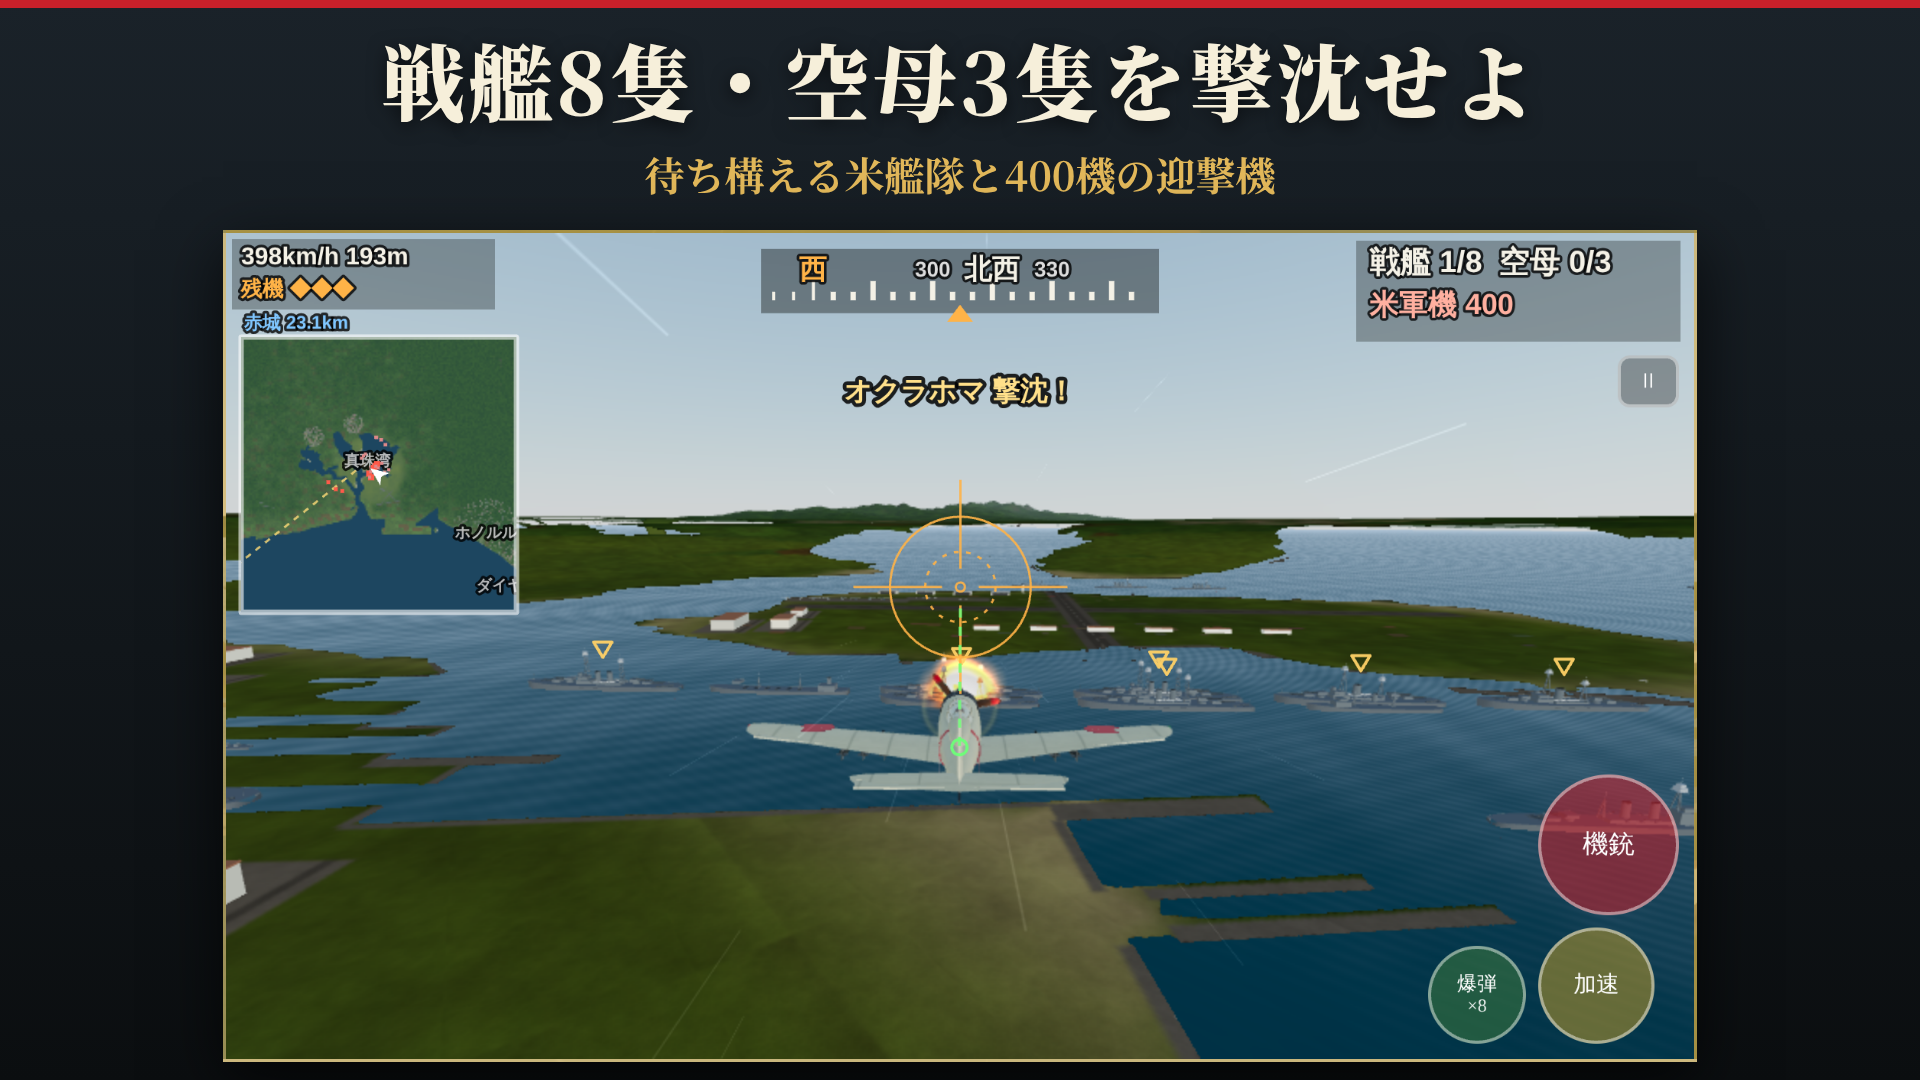 戦艦8隻・空母3隻を撃沈せよ
待ち構える米艦隊と400機の迎撃機
398km/h 193m
残機 ◆◆◆
赤城 23.1km
西 300 北西 330
戦艦 1/8 空母 0/3
米軍機 400
オクラホマ 撃沈！
真珠湾
ホノルル
ダイヤ
機銃
加速
爆弾
×8